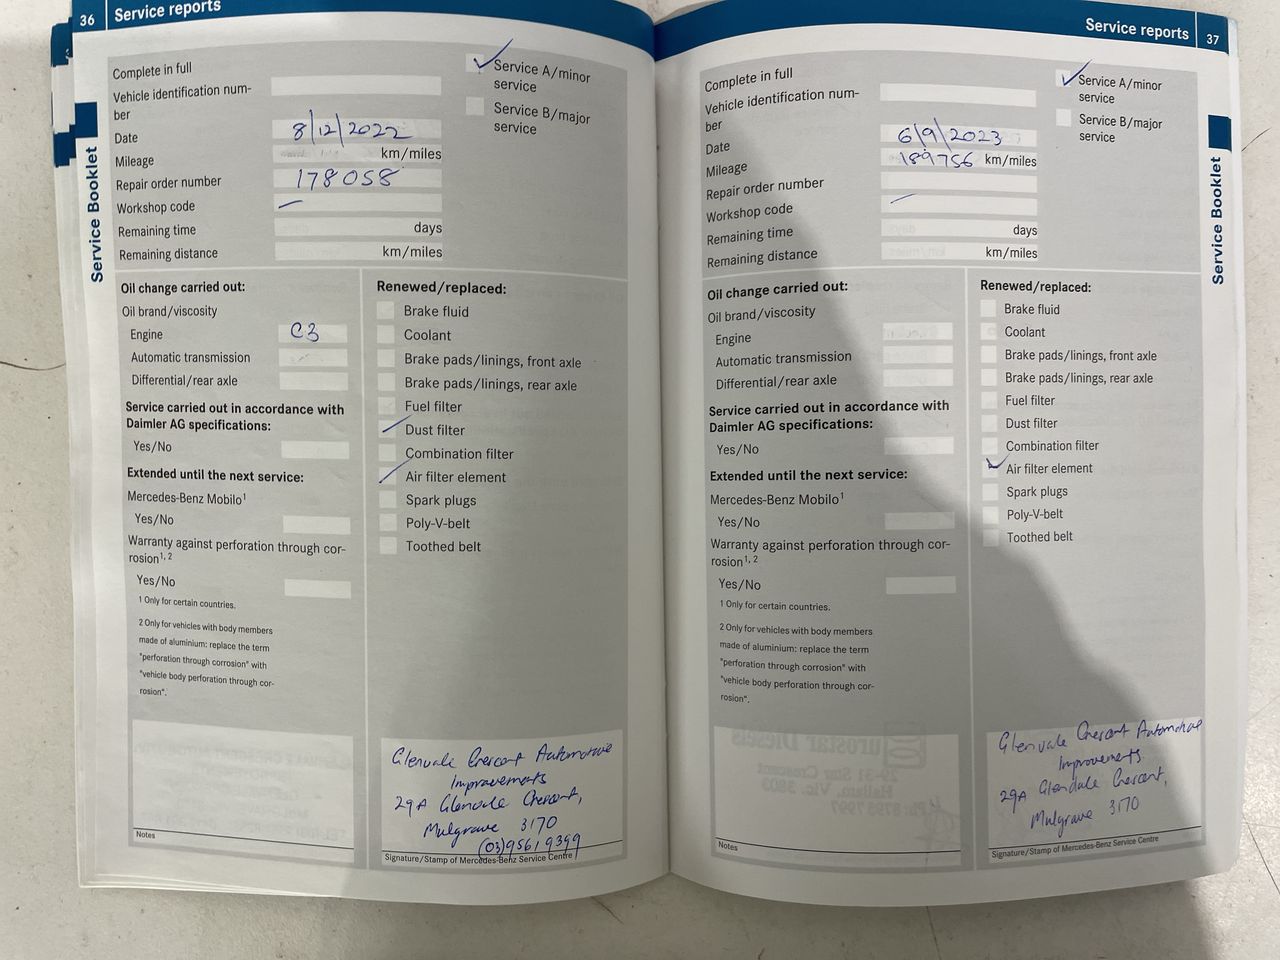 36 Service reports
Complete in full
Vehicle identification num-
ber
Date 8/12/2022
Mileage km/miles
Repair order number 178058
Workshop code
Remaining time days
Remaining distance km/miles
Service A/minor
service
Service B/major
service
Service Booklet
Oil change carried out:
Oil brand/viscosity
Engine C3
Automatic transmission
Differential/rear axle
Service carried out in accordance with
Daimler AG specifications:
Yes/No
Extended until the next service:
Mercedes-Benz Mobilo1
Yes/No
Warranty against perforation through cor-
rosion1, 2
Yes/No
1 Only for certain countries.
2 Only for vehicles with body members
made of aluminium: replace the term
"perforation through corrosion" with
"vehicle body perforation through cor-
rosion".
Renewed/replaced:
Brake fluid
Coolant
Brake pads/linings, front axle
Brake pads/linings, rear axle
Fuel filter
Dust filter
Combination filter
Air filter element
Spark plugs
Poly-V-belt
Toothed belt
Notes
Glenvale Crescent Automotive
Improvements
29A Glenvale Crescent,
Mulgrave 3170
(03)95619399
Signature/Stamp of Mercedes-Benz Service Centre
Service reports 37
Complete in full
Vehicle identification num-
ber
Date 6/9/2023
Mileage 189756 km/miles
Repair order number
Workshop code
Remaining time days
Remaining distance km/miles
Service A/minor
service
Service B/major
service
Service Booklet
Oil change carried out:
Oil brand/viscosity
Engine
Automatic transmission
Differential/rear axle
Service carried out in accordance with
Daimler AG specifications:
Yes/No
Extended until the next service:
Mercedes-Benz Mobilo1
Yes/No
Warranty against perforation through cor-
rosion1, 2
Yes/No
1 Only for certain countries.
2 Only for vehicles with body members
made of aluminium: replace the term
"perforation through corrosion" with
"vehicle body perforation through cor-
rosion".
Renewed/replaced:
Brake fluid
Coolant
Brake pads/linings, front axle
Brake pads/linings, rear axle
Fuel filter
Dust filter
Combination filter
Air filter element
Spark plugs
Poly-V-belt
Toothed belt
Notes
Glenvale Crescent Automotive
Improvements.
29A Glendale Crescent,
Mulgrave 3170
Signature/Stamp of Mercedes-Benz Service Centre